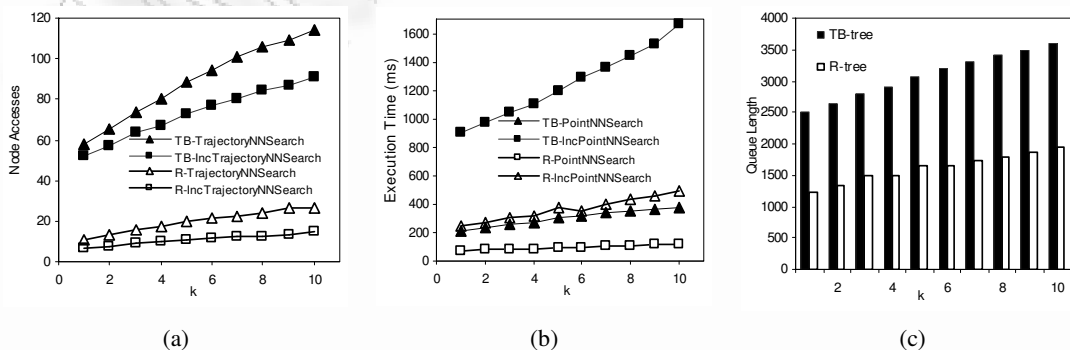 120
100
80
60
40
20
0
Node Accesses
TB-TrajectoryNNSearch
TB-IncTrajectoryNNSearch
R-TrajectoryNNSearch
R-IncTrajectoryNNSearch
0 2 4 6 8 10
k
(a)
1600
1400
1200
1000
800
600
400
200
0
Execution Time (ms)
TB-PointNNSearch
TB-IncPointNNSearch
R-PointNNSearch
R-IncPointNNSearch
0 2 4 6 8 10
k
(b)
4000
3500
3000
2500
2000
1500
1000
500
0
Queue Length
TB-tree
R-tree
2 4 6 8 10
k
(c)